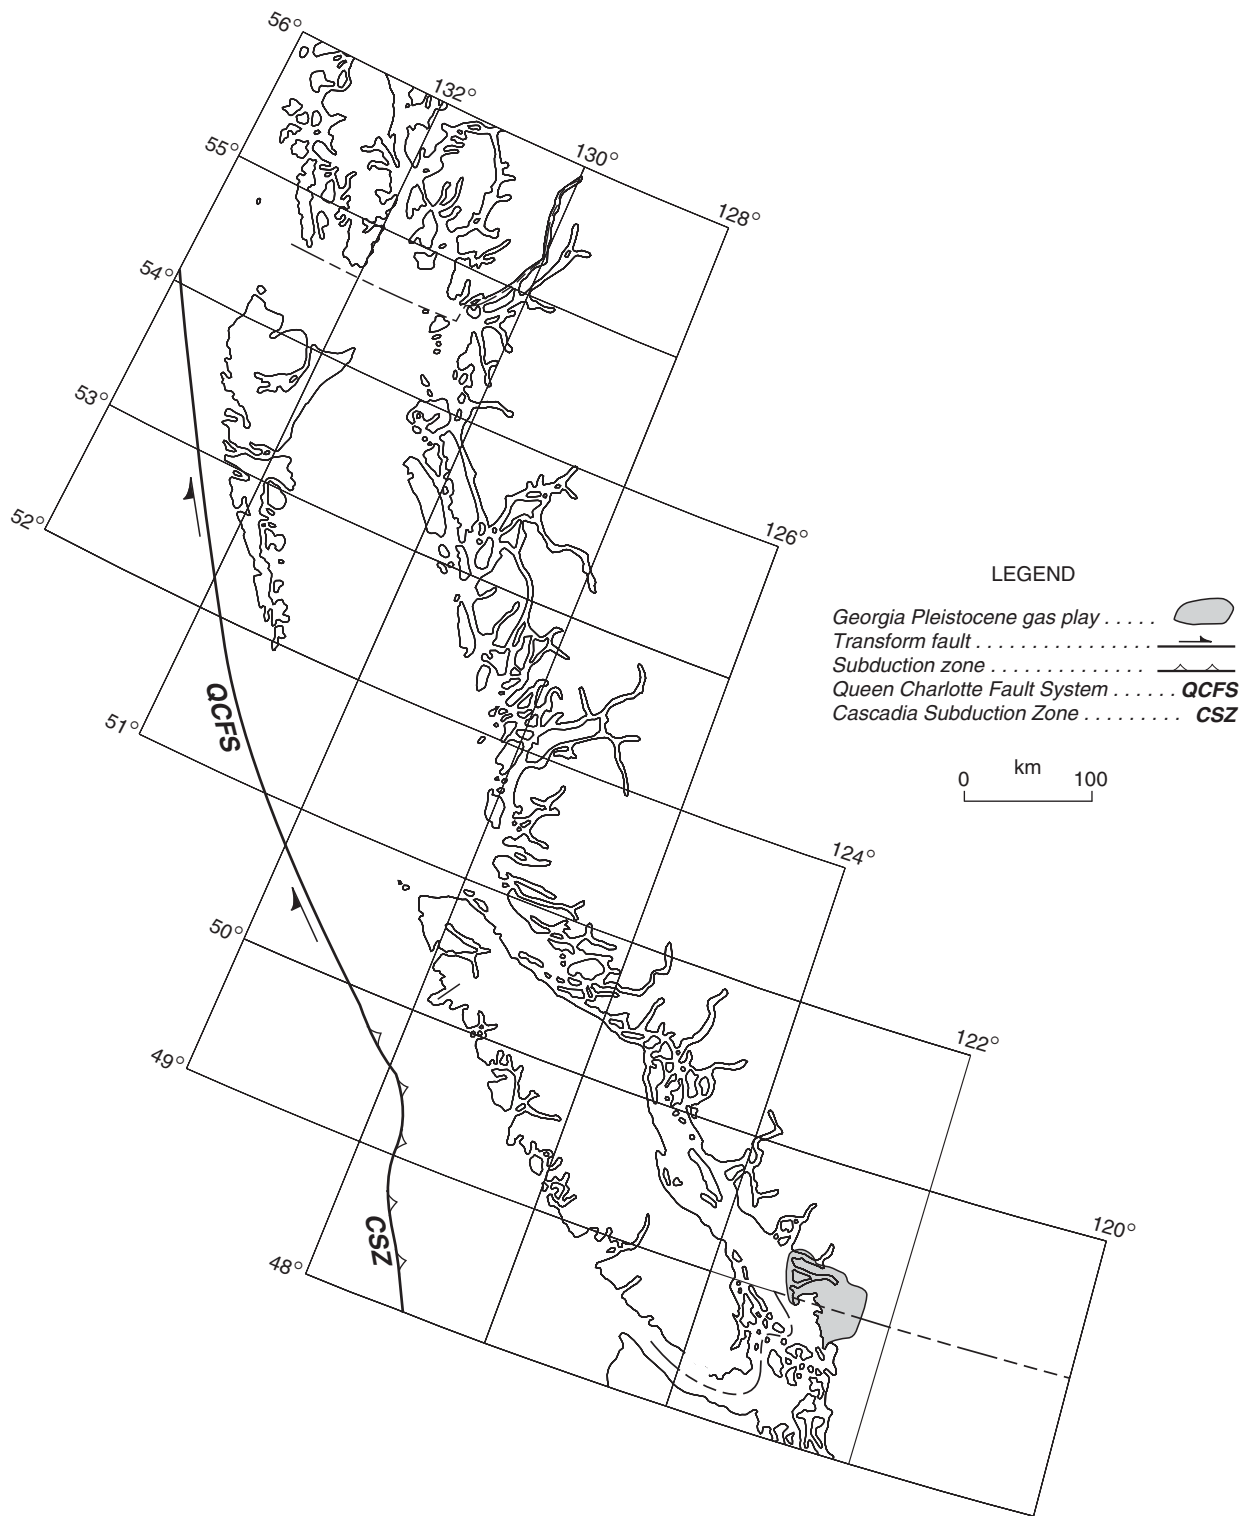 56°
132°
55°
130°
128°
54°
53°
52°
126°
LEGEND
Georgia Pleistocene gas play . . . . .
Transform fault . . . . . . . . . . . . . . . . .
Subduction zone . . . . . . . . . . . . . .
Queen Charlotte Fault System . . . . . . QCFS
Cascadia Subduction Zone . . . . . . . . . CSZ
QCFS
51°
km
0 100
124°
50°
122°
49°
120°
CSZ
48°